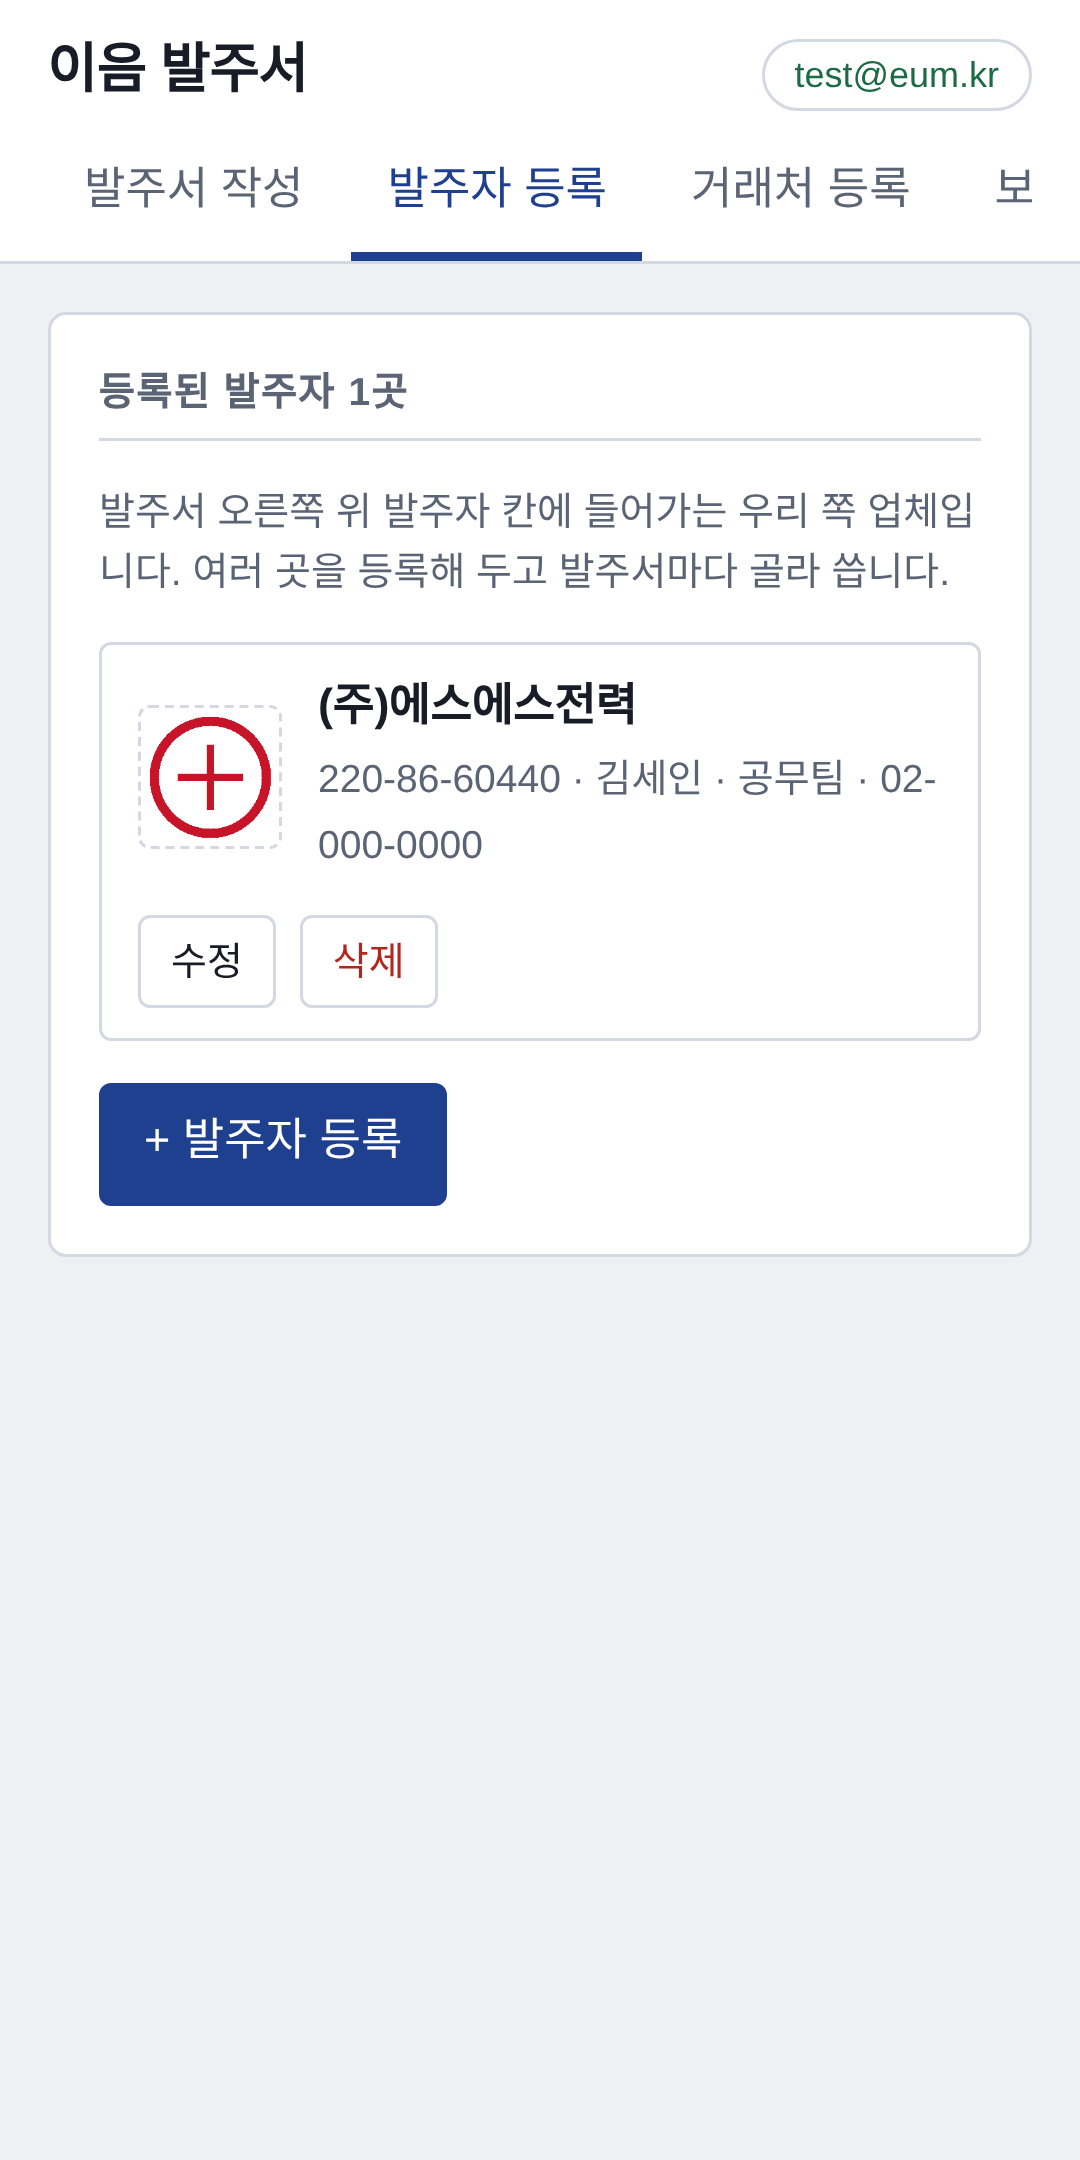 이음 발주서
test@eum.kr
발주서 작성 발주자 등록 거래처 등록 보
등록된 발주자 1곳
발주서 오른쪽 위 발주자 칸에 들어가는 우리 쪽 업체입
니다. 여러 곳을 등록해 두고 발주서마다 골라 씁니다.
(주)에스에스전력
220-86-60440 · 김세인 · 공무팀 · 02-
000-0000
수정 삭제
+ 발주자 등록